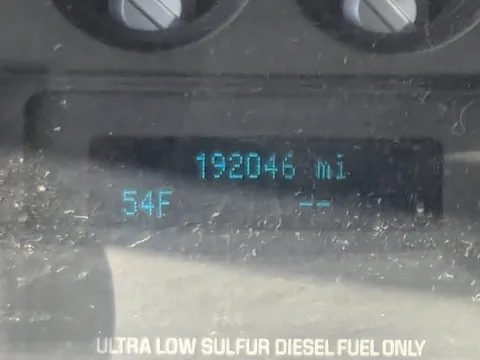 192046 mi
54F --
ULTRA LOW SULFUR DIESEL FUEL ONLY